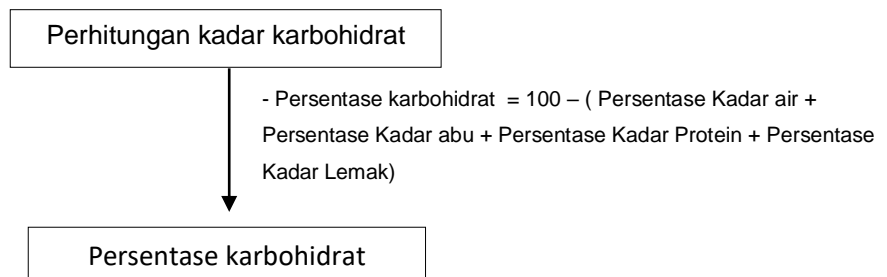 Perhitungan kadar karbohidrat
- Persentase karbohidrat = 100 – ( Persentase Kadar air +
Persentase Kadar abu + Persentase Kadar Protein + Persentase
Kadar Lemak)
Persentase karbohidrat